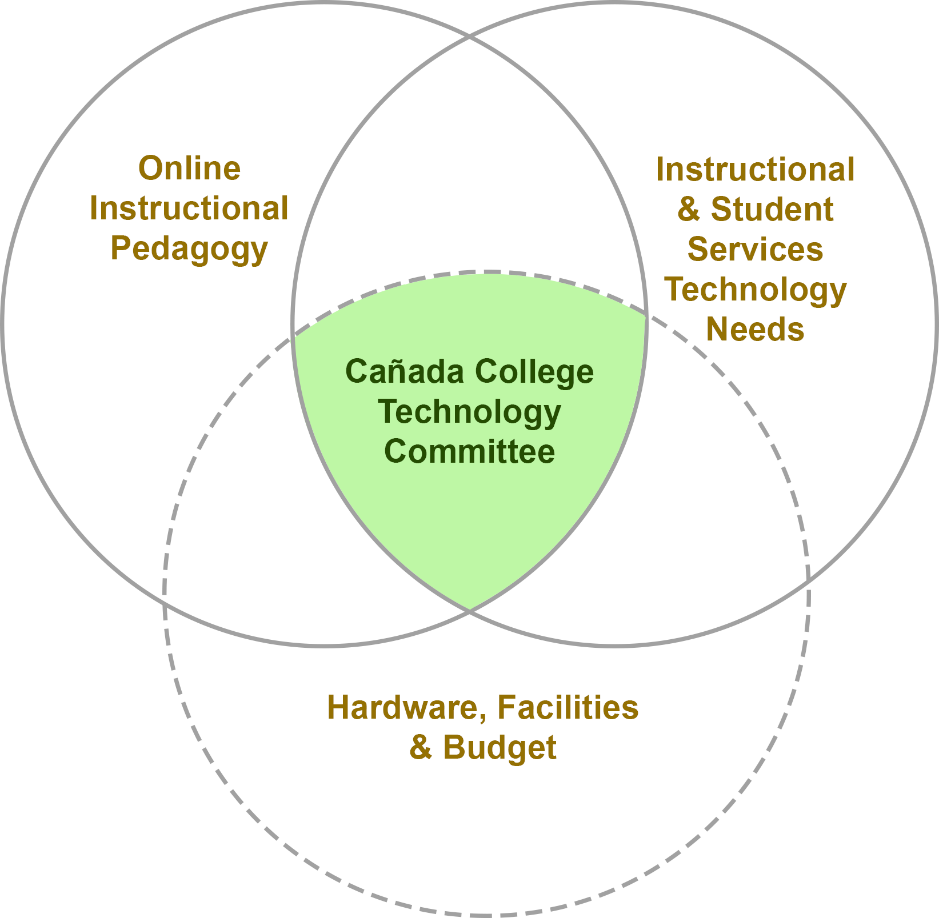 Online
Instructional
Pedagogy
Instructional
& Student
Services
Technology
Needs
Cañada College
Technology
Committee
Hardware, Facilities
& Budget